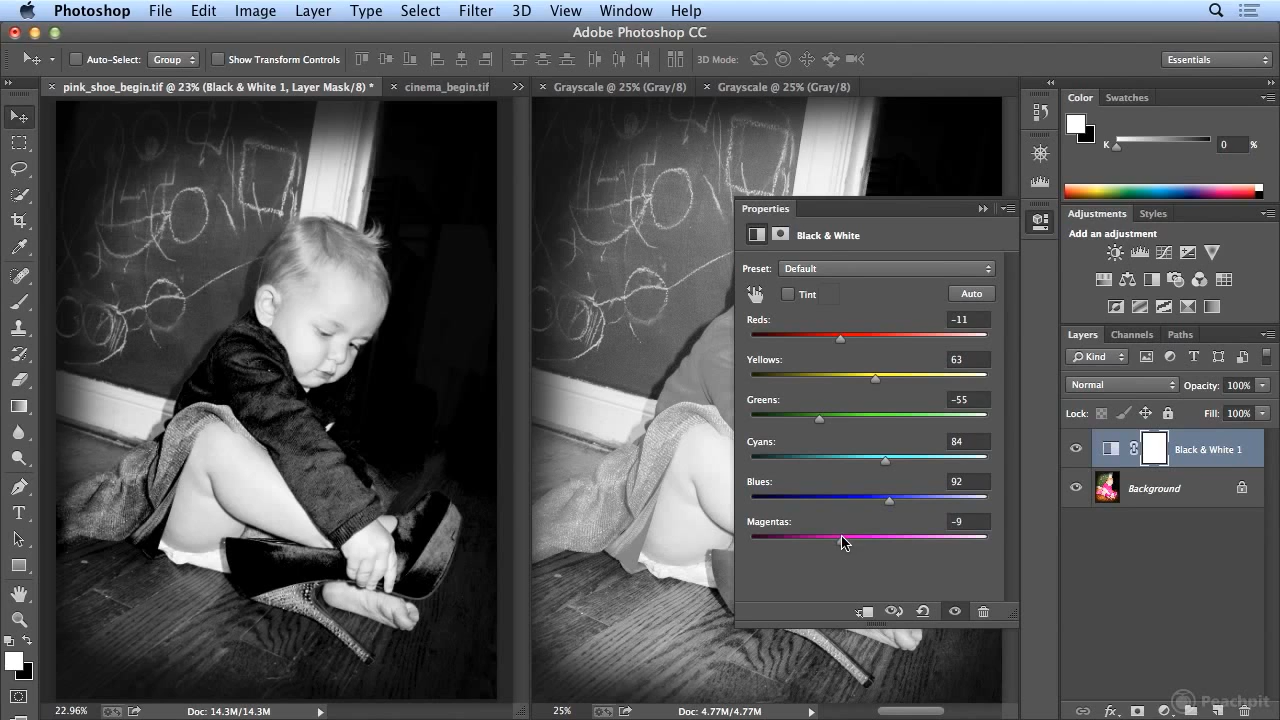 Photoshop File Edit Image Layer Type Select Filter 3D View Window Help
Adobe Photoshop CC
Auto-Select: Group Show Transform Controls 3D Mode: Essentials
pink_shoe_begin.tif @ 23% (Black & White 1, Layer Mask/8) * cinema_begin.tif Grayscale @ 25% (Gray/8) Grayscale @ 25% (Gray/8)
Color Swatches
K 0 %
Properties
Black & White
Preset: Default
Tint Auto
Reds: -11
Yellows: 63
Greens: -55
Cyans: 84
Blues: 92
Magentas: -9
Adjustments Styles
Add an adjustment
Layers Channels Paths
Kind
Normal Opacity: 100%
Lock: Fill: 100%
Black & White 1
Background
22.96% Doc: 14.3M/14.3M 25% Doc: 4.77M/4.77M
Peachpit